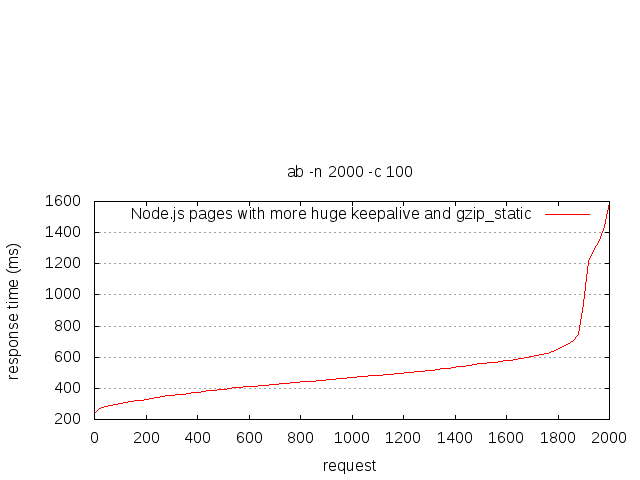 ab -n 2000 -c 100
Node.js pages with more huge keepalive and gzip_static
response time (ms)
1600
1400
1200
1000
800
600
400
200
0 200 400 600 800 1000 1200 1400 1600 1800 2000
request